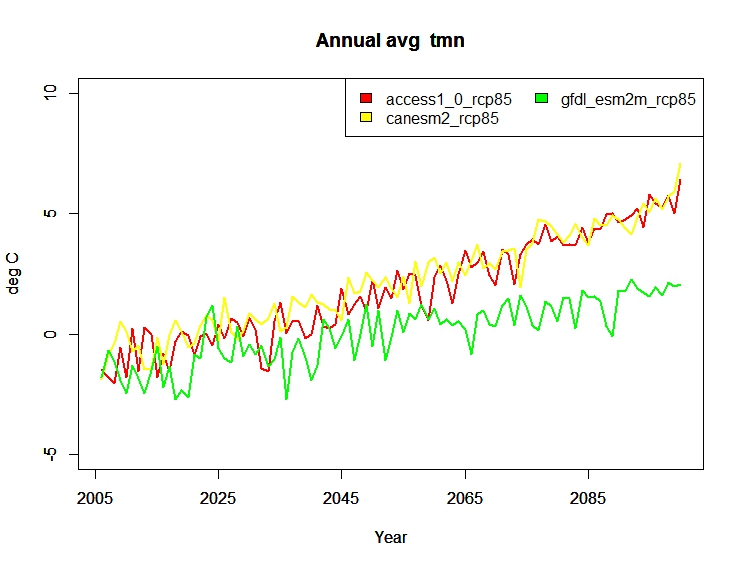 Annual avg  tmn
access1_0_rcp85 gfdl_esm2m_rcp85
canesm2_rcp85
10
5
0
-5
deg C
2005 2025 2045 2065 2085
Year